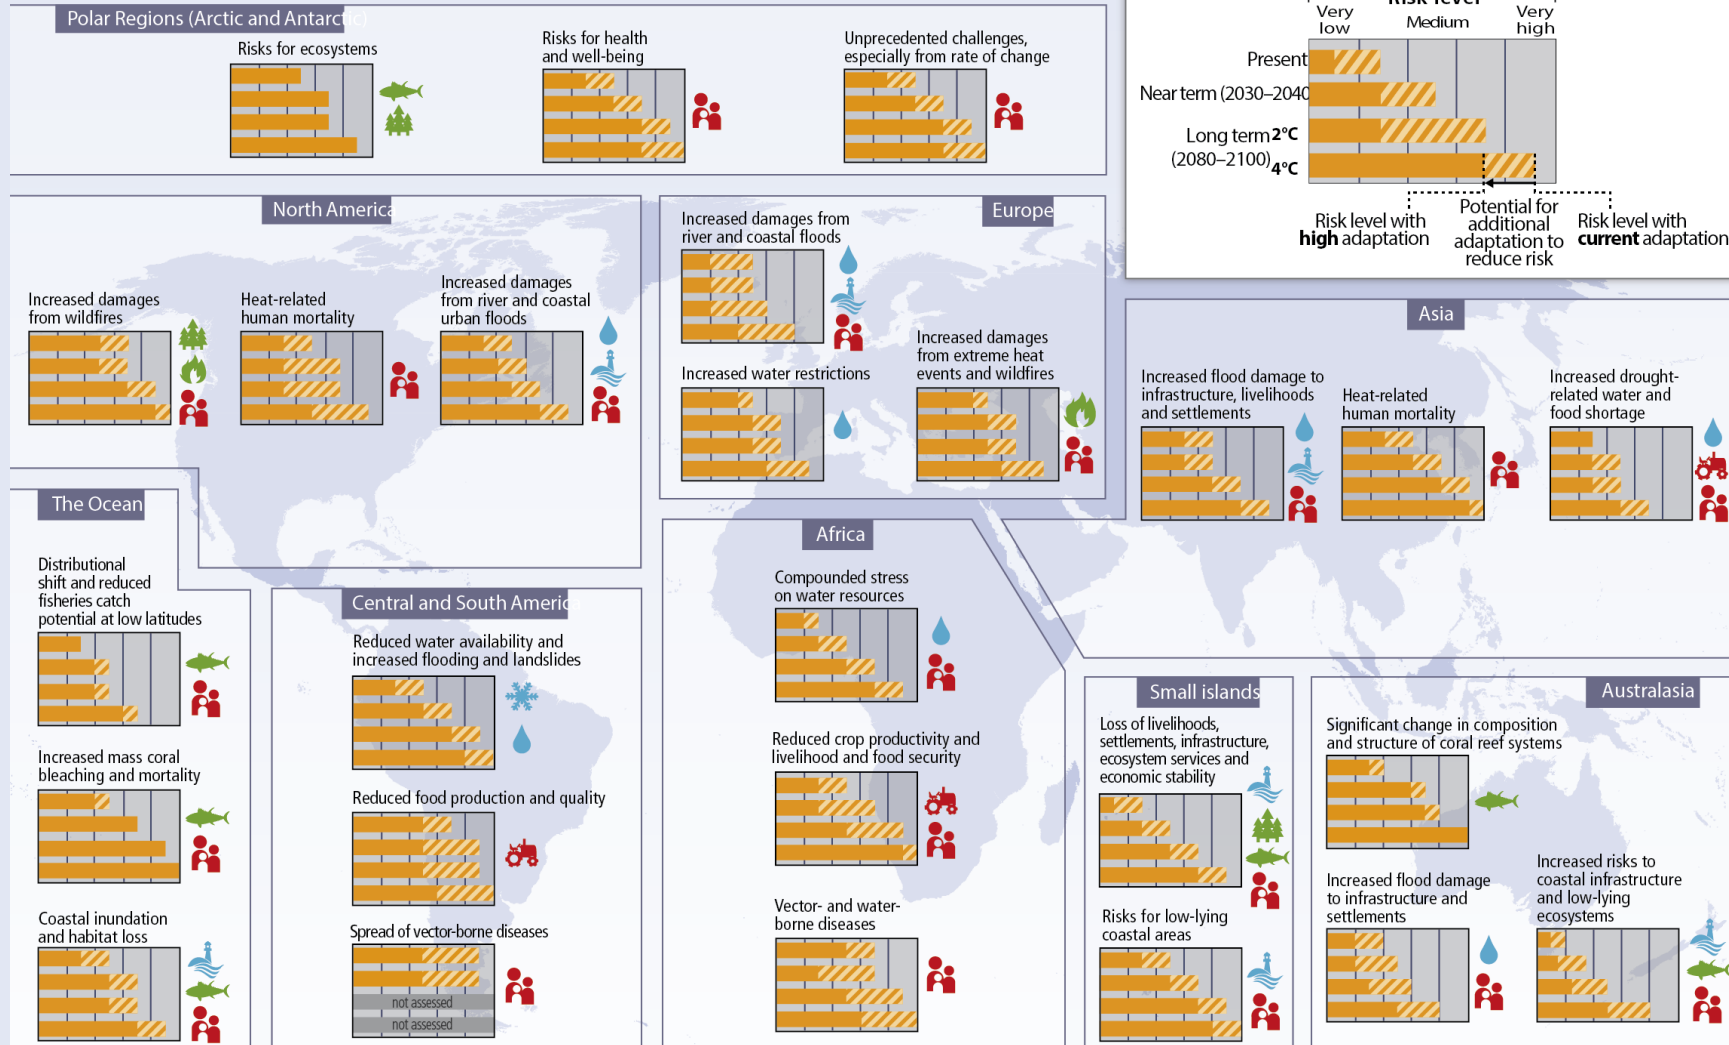 Polar Regions (Arctic and Antarctic)
Risks for ecosystems
Risks for health
and well-being
Unprecedented challenges,
especially from rate of change
Risk level
Very
low
Medium
Very
high
Present
Near term (2030–2040
Long term 2°C
(2080–2100)
4°C
Risk level with
high adaptation
Potential for
additional
adaptation to
reduce risk
Risk level with
current adaptation
North America
Increased damages
from wildfires
Heat-related
human mortality
Increased damages
from river and coastal
urban floods
Europe
Increased damages from
river and coastal floods
Increased water restrictions
Increased damages
from extreme heat
events and wildfires
Asia
Increased flood damage to
infrastructure, livelihoods
and settlements
Heat-related
human mortality
Increased drought-
related water and
food shortage
The Ocean
Distributional
shift and reduced
fisheries catch
potential at low latitudes
Increased mass coral
bleaching and mortality
Coastal inundation
and habitat loss
Central and South America
Reduced water availability and
increased flooding and landslides
Reduced food production and quality
Spread of vector-borne diseases
not assessed
not assessed
Africa
Compounded stress
on water resources
Reduced crop productivity and
livelihood and food security
Vector- and water-
borne diseases
Small islands
Loss of livelihoods,
settlements, infrastructure,
ecosystem services and
economic stability
Risks for low-lying
coastal areas
Australasia
Significant change in composition
and structure of coral reef systems
Increased flood damage
to infrastructure and
settlements
Increased risks to
coastal infrastructure
and low-lying
ecosystems